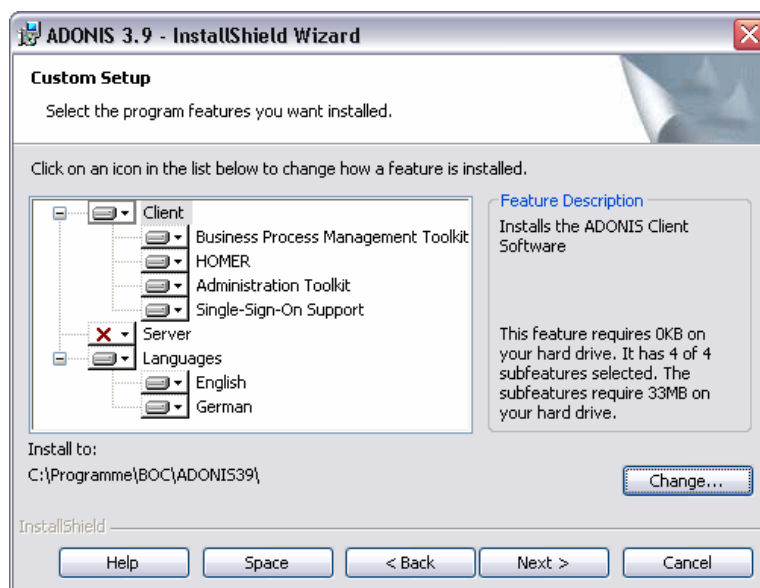 ADONIS 3.9 - InstallShield Wizard
Custom Setup
Select the program features you want installed.
Click on an icon in the list below to change how a feature is installed.
Client
Business Process Management Toolkit
HOMER
Administration Toolkit
Single-Sign-On Support
Server
Languages
English
German
Feature Description
Installs the ADONIS Client
Software
This feature requires 0KB on
your hard drive. It has 4 of 4
subfeatures selected. The
subfeatures require 33MB on
your hard drive.
Install to:
C:\Programme\BOC\ADONIS39\
Change...
InstallShield
Help
Space
< Back
Next >
Cancel